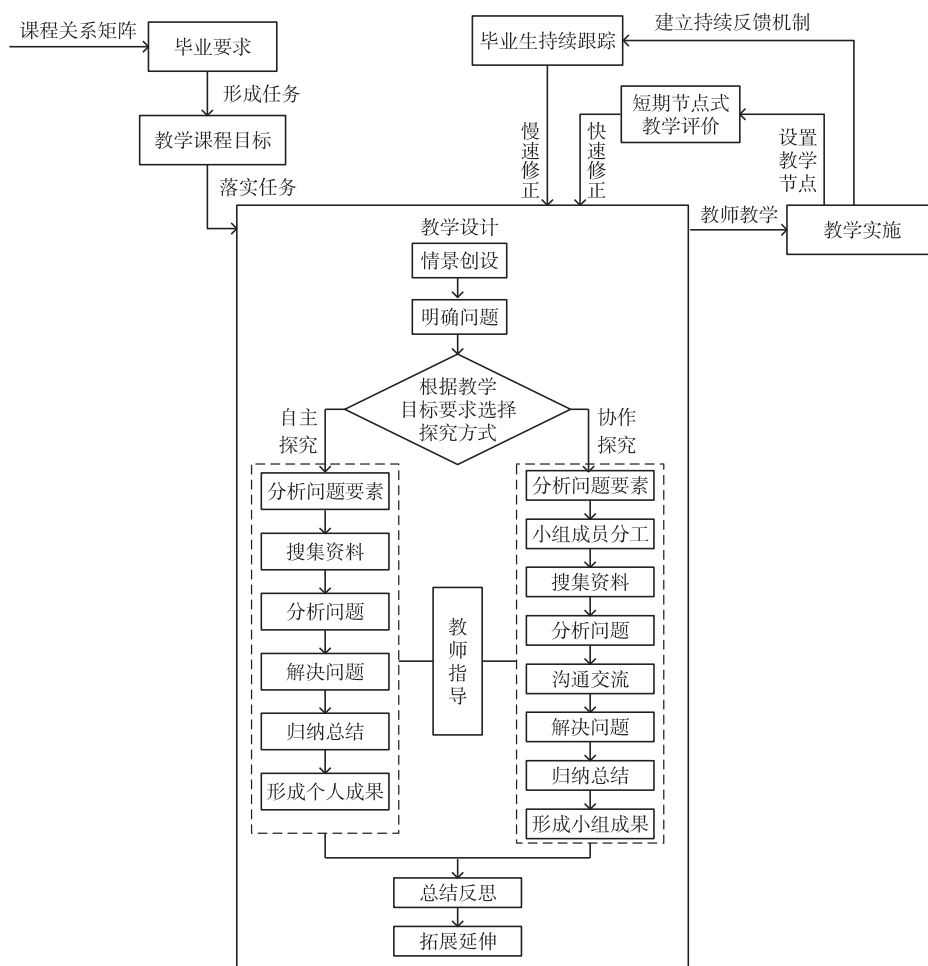 课程关系矩阵
毕业要求
形成任务
教学课程目标
落实任务
毕业生持续跟踪
建立持续反馈机制
短期节点式
教学评价
慢速修正
快速修正
设置
教学
节点
教师教学
教学实施
教学设计
情景创设
明确问题
根据教学
目标要求选择
探究方式
自主
探究
协作
探究
分析问题要素
搜集资料
分析问题
解决问题
归纳总结
形成个人成果
教师指导
分析问题要素
小组成员分工
搜集资料
分析问题
沟通交流
解决问题
归纳总结
形成小组成果
总结反思
拓展延伸